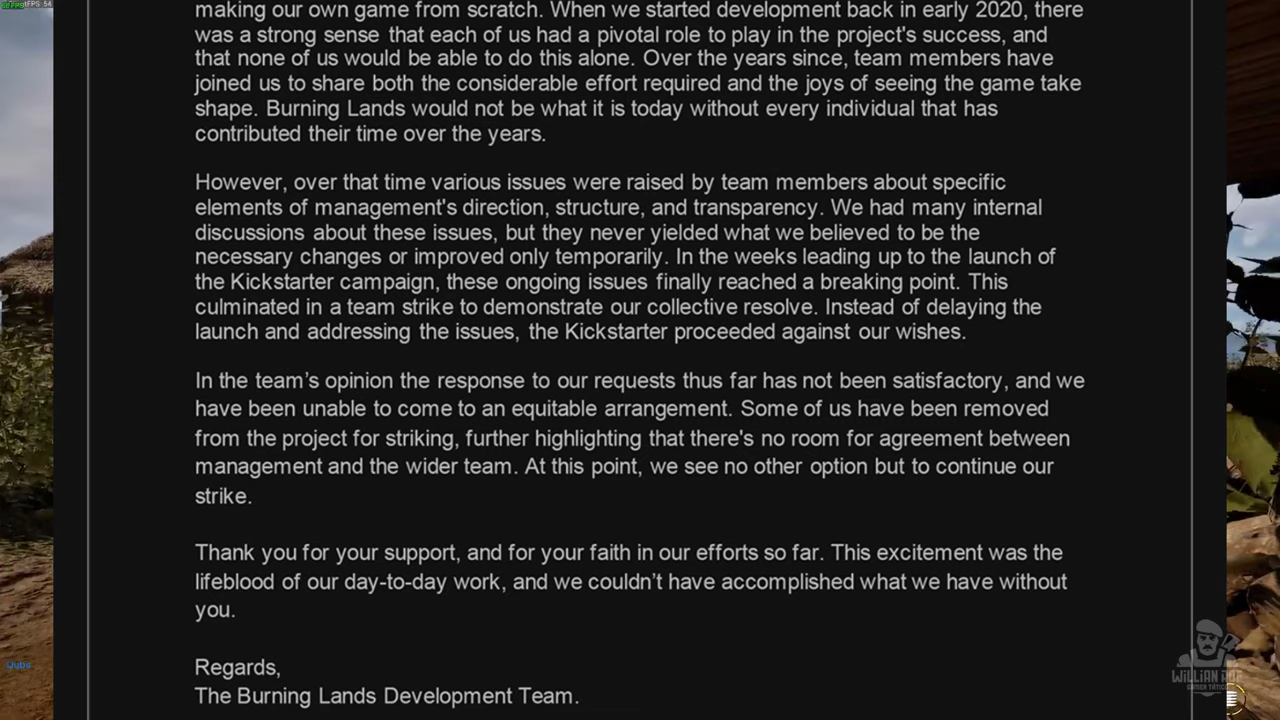 FPS: 54
making our own game from scratch. When we started development back in early 2020, there
was a strong sense that each of us had a pivotal role to play in the project's success, and
that none of us would be able to do this alone. Over the years since, team members have
joined us to share both the considerable effort required and the joys of seeing the game take
shape. Burning Lands would not be what it is today without every individual that has
contributed their time over the years.
However, over that time various issues were raised by team members about specific
elements of management's direction, structure, and transparency. We had many internal
discussions about these issues, but they never yielded what we believed to be the
necessary changes or improved only temporarily. In the weeks leading up to the launch of
the Kickstarter campaign, these ongoing issues finally reached a breaking point. This
culminated in a team strike to demonstrate our collective resolve. Instead of delaying the
launch and addressing the issues, the Kickstarter proceeded against our wishes.
In the team’s opinion the response to our requests thus far has not been satisfactory, and we
have been unable to come to an equitable arrangement. Some of us have been removed
from the project for striking, further highlighting that there's no room for agreement between
management and the wider team. At this point, we see no other option but to continue our
strike.
Thank you for your support, and for your faith in our efforts so far. This excitement was the
lifeblood of our day-to-day work, and we couldn’t have accomplished what we have without
you.
Regards,
The Burning Lands Development Team.
WILLIAN